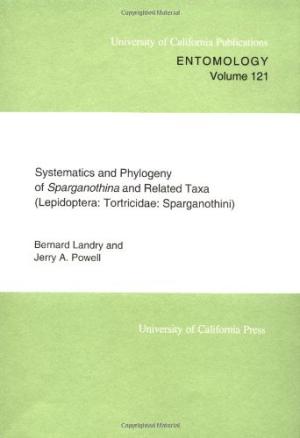 University of California Publications
ENTOMOLOGY
Volume 121
Systematics and Phylogeny
of Sparganothina and Related Taxa
(Lepidoptera: Tortricidae: Sparganothini)
Bernard Landry and
Jerry A. Powell
University of California Press